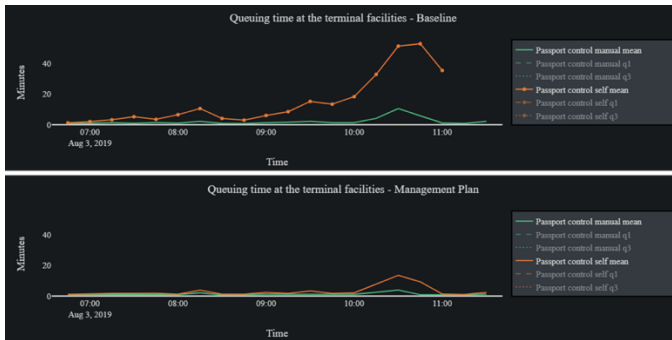 Queuing time at the terminal facilities - Baseline
Minutes
40
20
0
07:00
08:00
09:00
10:00
11:00
Aug 3, 2019
Time
Passport control manual mean
Passport control manual q1
Passport control manual q3
Passport control self mean
Passport control self q1
Passport control self q3
Queuing time at the terminal facilities - Management Plan
Minutes
40
20
0
07:00
08:00
09:00
10:00
11:00
Aug 3, 2019
Time
Passport control manual mean
Passport control manual q1
Passport control manual q3
Passport control self mean
Passport control self q1
Passport control self q3